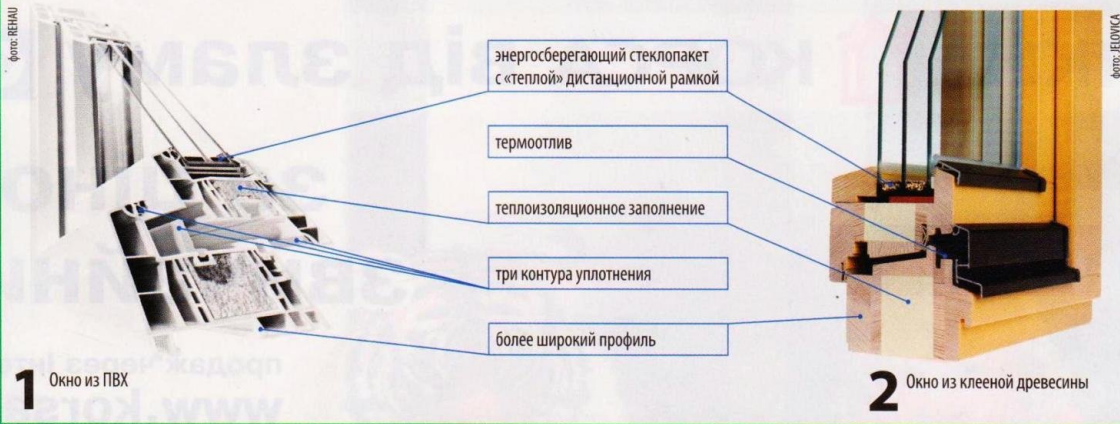 фото: REHAU
энергосберегающий стеклопакет
с «теплой» дистанционной рамкой
термоотлив
теплоизоляционное заполнение
три контура уплотнения
более широкий профиль
1 Окно из ПВХ
2 Окно из клееной древесины
фото: JELOVICA